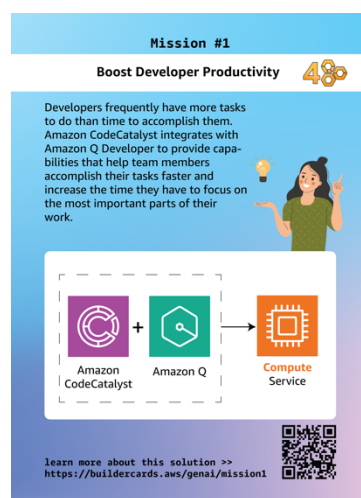 Mission #1
Boost Developer Productivity
4
Developers frequently have more tasks
to do than time to accomplish them.
Amazon CodeCatalyst integrates with
Amazon Q Developer to provide capa-
bilities that help team members
accomplish their tasks faster and
increase the time they have to focus on
the most important parts of their
work.
+
Amazon
CodeCatalyst
Amazon Q
Compute
Service
learn more about this solution >>
https://buildercards.aws/genai/mission1